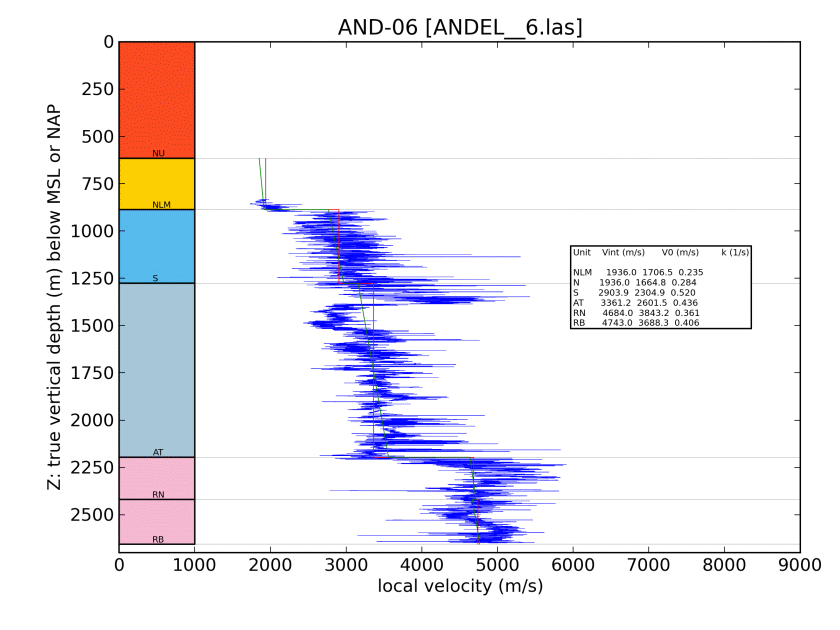 AND-06 [ANDEL__6.las]
Z: true vertical depth (m) below MSL or NAP
0
250
500
750
1000
1250
1500
1750
2000
2250
2500
NU
NLM
S
AT
RN
RB
Unit Vint (m/s) V0 (m/s) k (1/s)
NLM 1936.0 1706.5 0.235
N 1936.0 1664.8 0.284
S 2903.9 2304.9 0.520
AT 3361.2 2601.5 0.436
RN 4684.0 3843.2 0.361
RB 4743.0 3688.3 0.406
0 1000 2000 3000 4000 5000 6000 7000 8000 9000
local velocity (m/s)